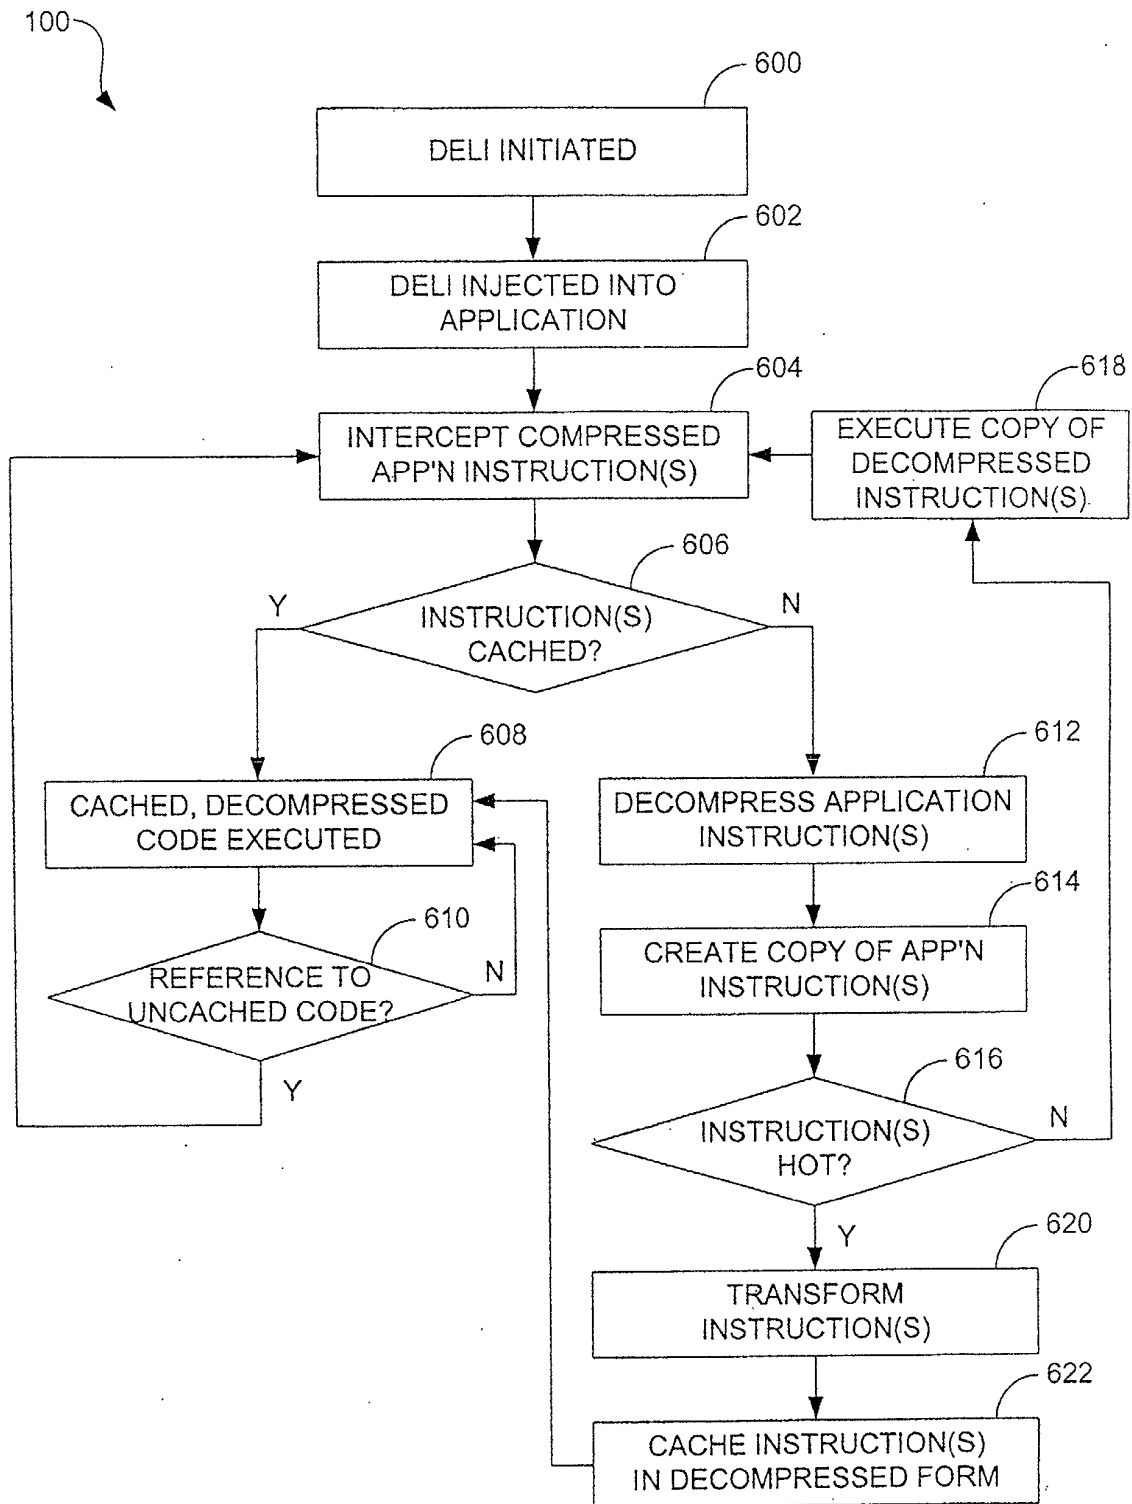 100
600
DELI INITIATED
602
DELI INJECTED INTO
APPLICATION
604
INTERCEPT COMPRESSED
APP'N INSTRUCTION(S)
618
EXECUTE COPY OF
DECOMPRESSED
INSTRUCTION(S)
606
Y
INSTRUCTION(S)
CACHED?
N
608
CACHED, DECOMPRESSED
CODE EXECUTED
612
DECOMPRESS APPLICATION
INSTRUCTION(S)
610
REFERENCE TO
UNCACHED CODE?
N
Y
614
CREATE COPY OF APP'N
INSTRUCTION(S)
616
INSTRUCTION(S)
HOT?
N
Y
620
TRANSFORM
INSTRUCTION(S)
622
CACHE INSTRUCTION(S)
IN DECOMPRESSED FORM